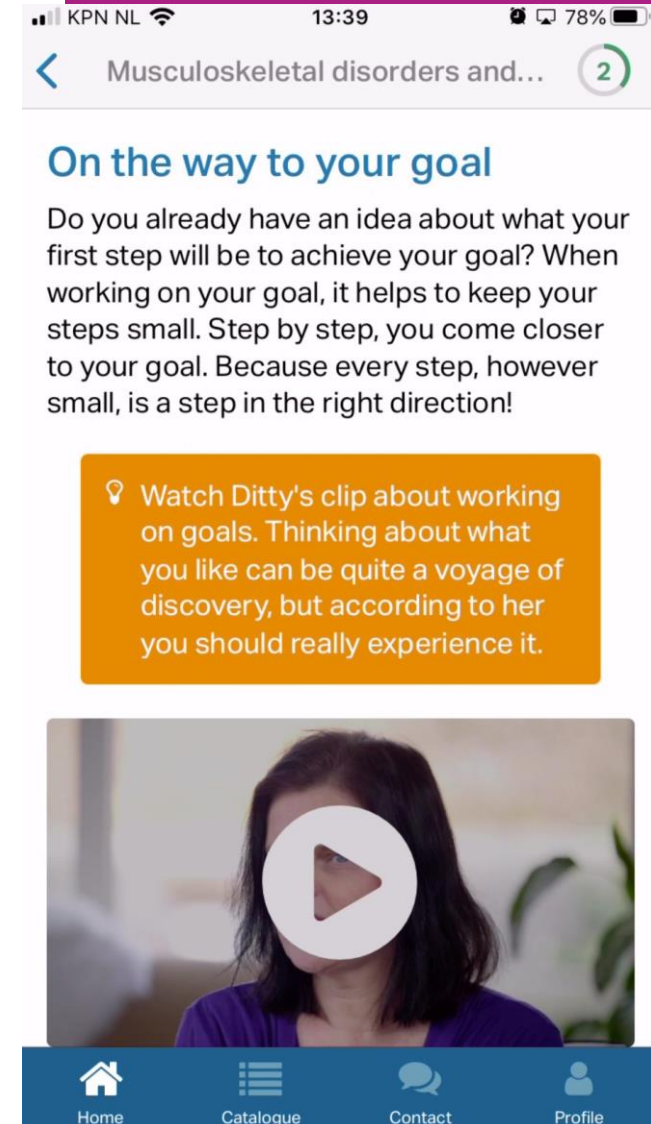 KPN NL 13:39 78%
Musculoskeletal disorders and... 2
On the way to your goal
Do you already have an idea about what your
first step will be to achieve your goal? When
working on your goal, it helps to keep your
steps small. Step by step, you come closer
to your goal. Because every step, however
small, is a step in the right direction!
Watch Ditty's clip about working
on goals. Thinking about what
you like can be quite a voyage of
discovery, but according to her
you should really experience it.
Home Catalogue Contact Profile